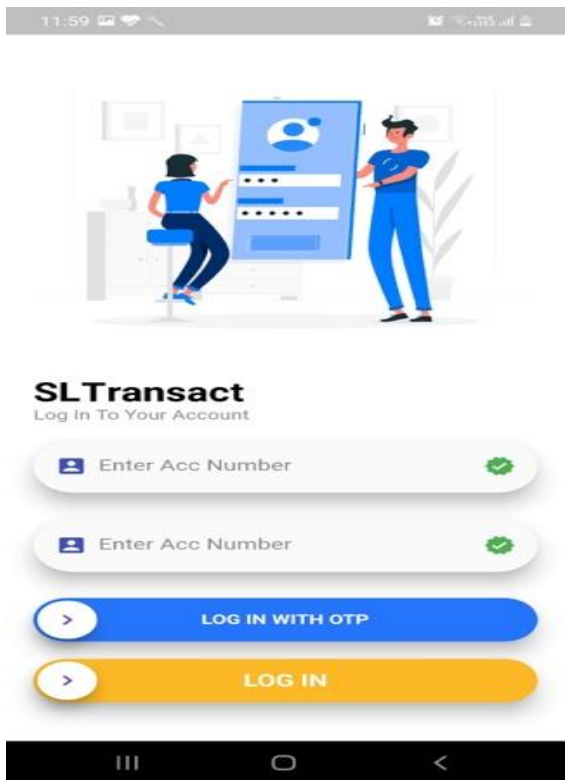 11:59
SLTransact
Log In To Your Account
Enter Acc Number
Enter Acc Number
LOG IN WITH OTP
LOG IN